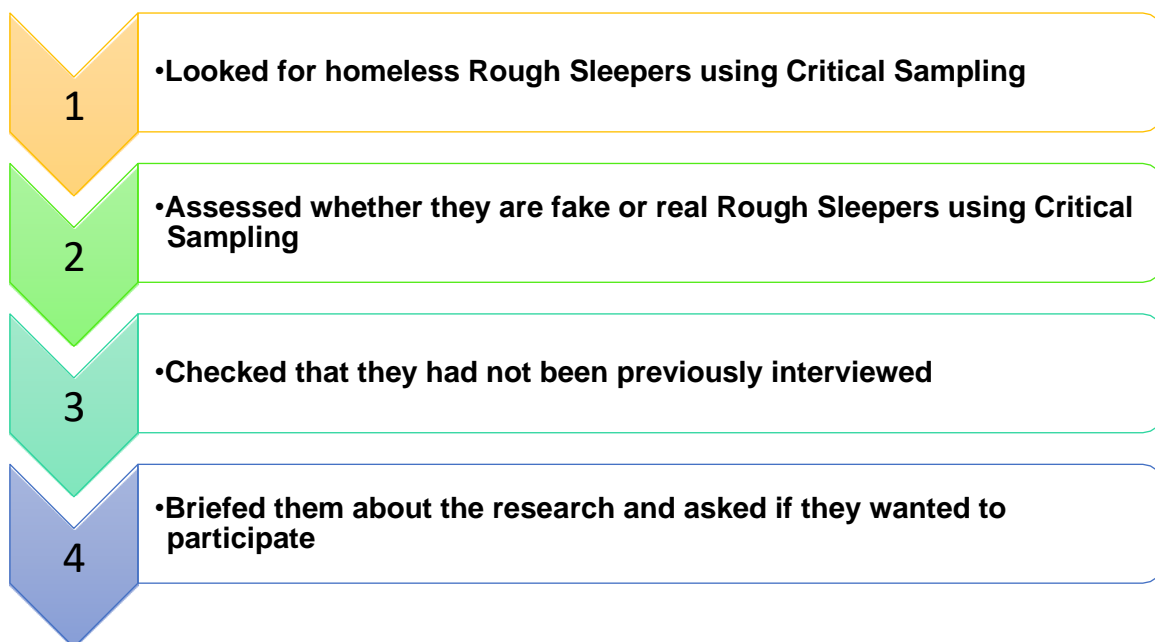 1
•Looked for homeless Rough Sleepers using Critical Sampling
2
•Assessed whether they are fake or real Rough Sleepers using Critical
Sampling
3
•Checked that they had not been previously interviewed
4
•Briefed them about the research and asked if they wanted to
participate